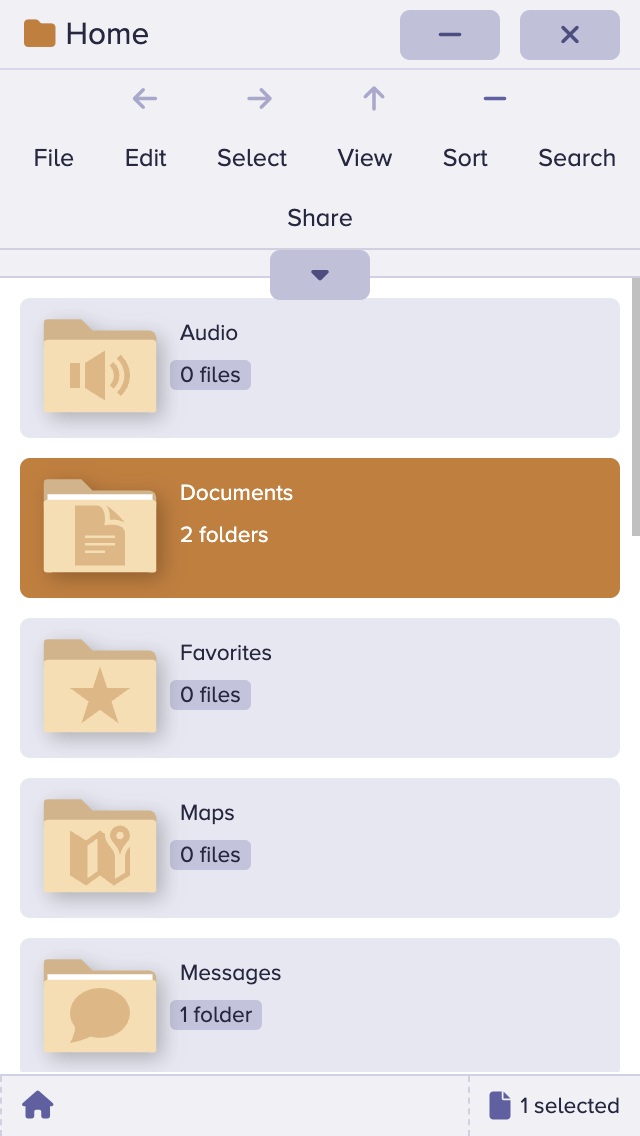 Home
File Edit Select View Sort Search
Share
Audio
0 files
Documents
2 folders
Favorites
0 files
Maps
0 files
Messages
1 folder
1 selected